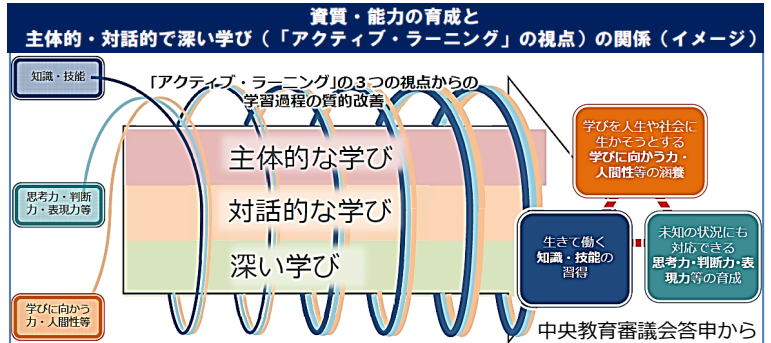 資質・能力の育成と
主体的・対話的で深い学び（「アクティブ・ラーニング」の視点）の関係（イメージ）
知識・技能
「アクティブ・ラーニング」の３つの視点からの
学習過程の質的改善
主体的な学び
対話的な学び
深い学び
思考力・判断
力・表現力等
学びに向かう
力・人間性等
学びを人生や社会に
生かそうとする
学びに向かう力・
人間性等の涵養
生きて働く
知識・技能の
習得
未知の状況にも
対応できる
思考力・判断力・表
現力等の育成
中央教育審議会答申から